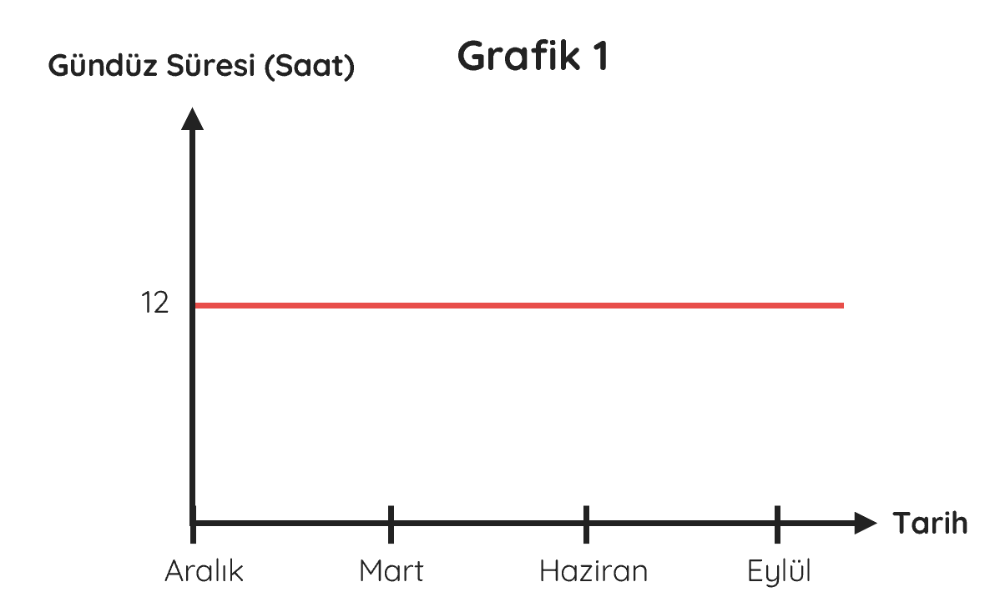 Grafik 1
Gündüz Süresi (Saat)
12
Aralık Mart Haziran Eylül
Tarih